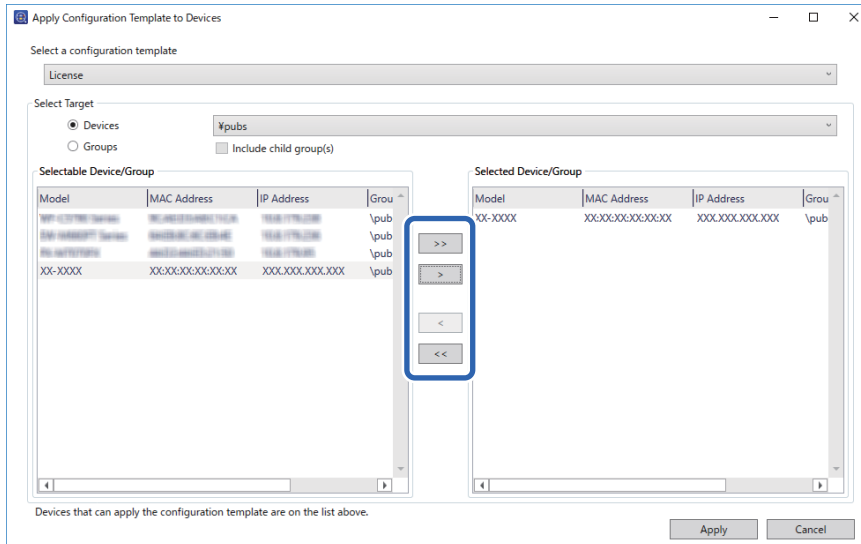 Apply Configuration Template to Devices
Select a configuration template
License
Select Target
Devices
¥pubs
Groups
Include child group(s)
Selectable Device/Group
Model MAC Address IP Address Grou
\pub
\pub
\pub
XX-XXXX XX:XX:XX:XX:XX:XX XXX.XXX.XXX.XXX \pub
>>
>
<
<<
Selected Device/Group
Model MAC Address IP Address Grou
XX-XXXX XX:XX:XX:XX:XX:XX XXX.XXX.XXX.XXX \pub
Devices that can apply the configuration template are on the list above.
Apply Cancel